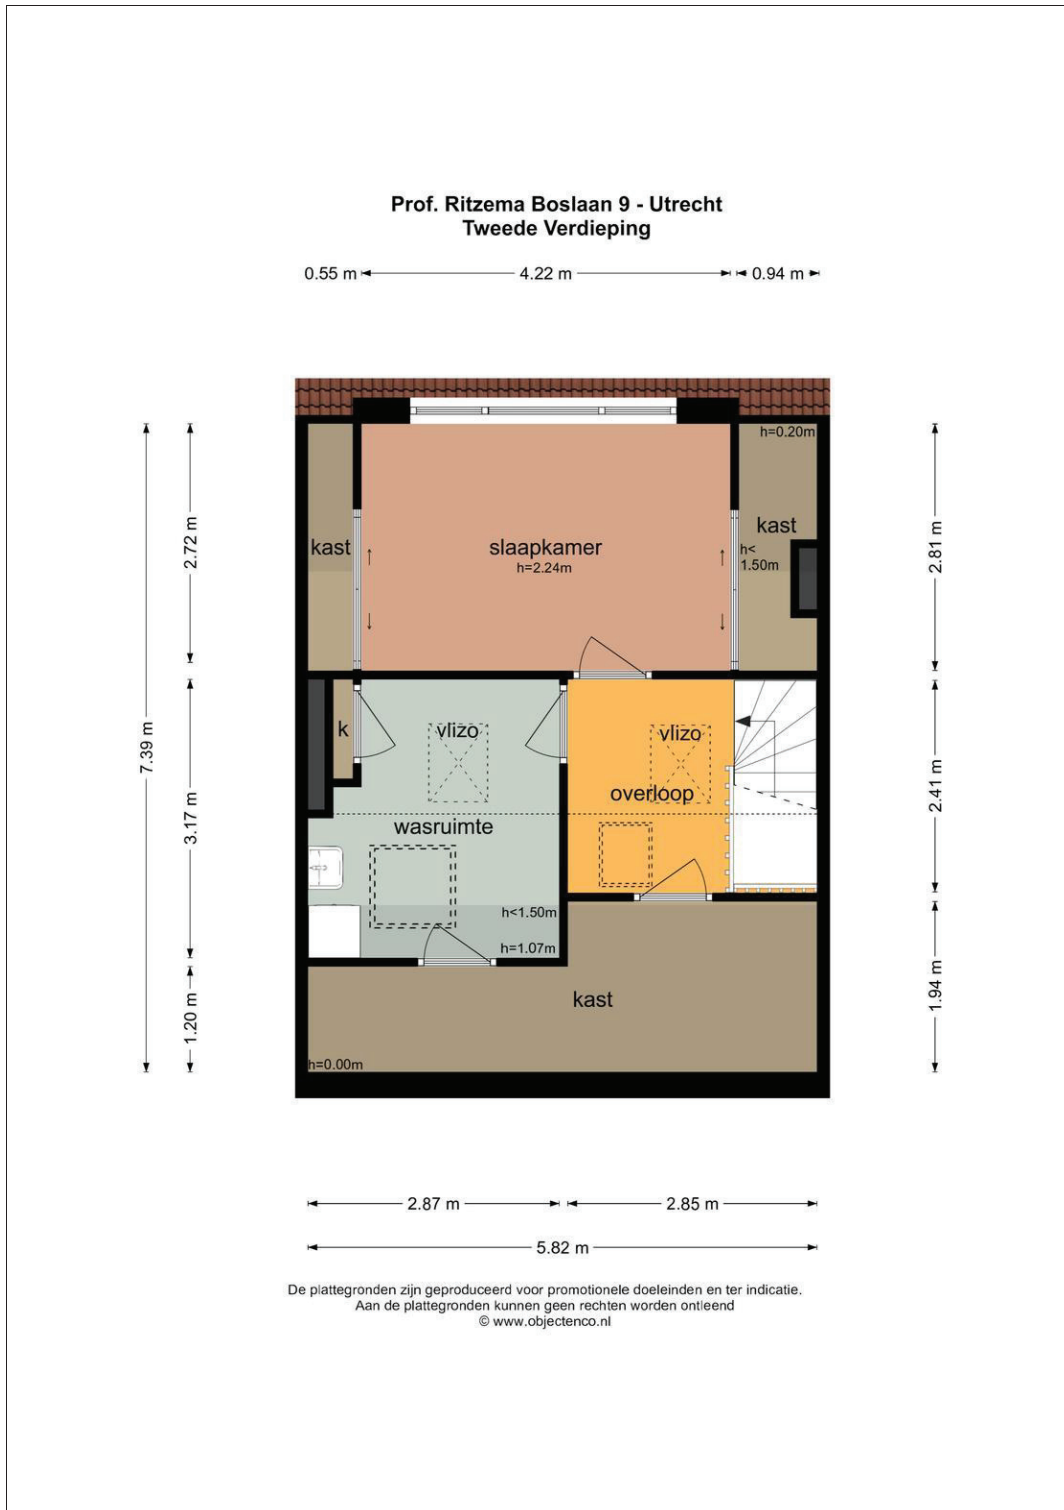 Prof. Ritzema Boslaan 9 - Utrecht
Tweede Verdieping
0.55 m
4.22 m
0.94 m
h=0.20m
kast
slaapkamer
h=2.24m
kast
h<
1.50m
2.72 m
2.81 m
7.39 m
k
vlizo
vlizo
overloop
wasruimte
3.17 m
2.41 m
h<1.50m
h=1.07m
kast
1.20 m
1.94 m
h=0.00m
2.87 m
2.85 m
5.82 m
De plattegronden zijn geproduceerd voor promotionele doeleinden en ter indicatie.
Aan de plattegronden kunnen geen rechten worden ontleend
© www.objectenco.nl